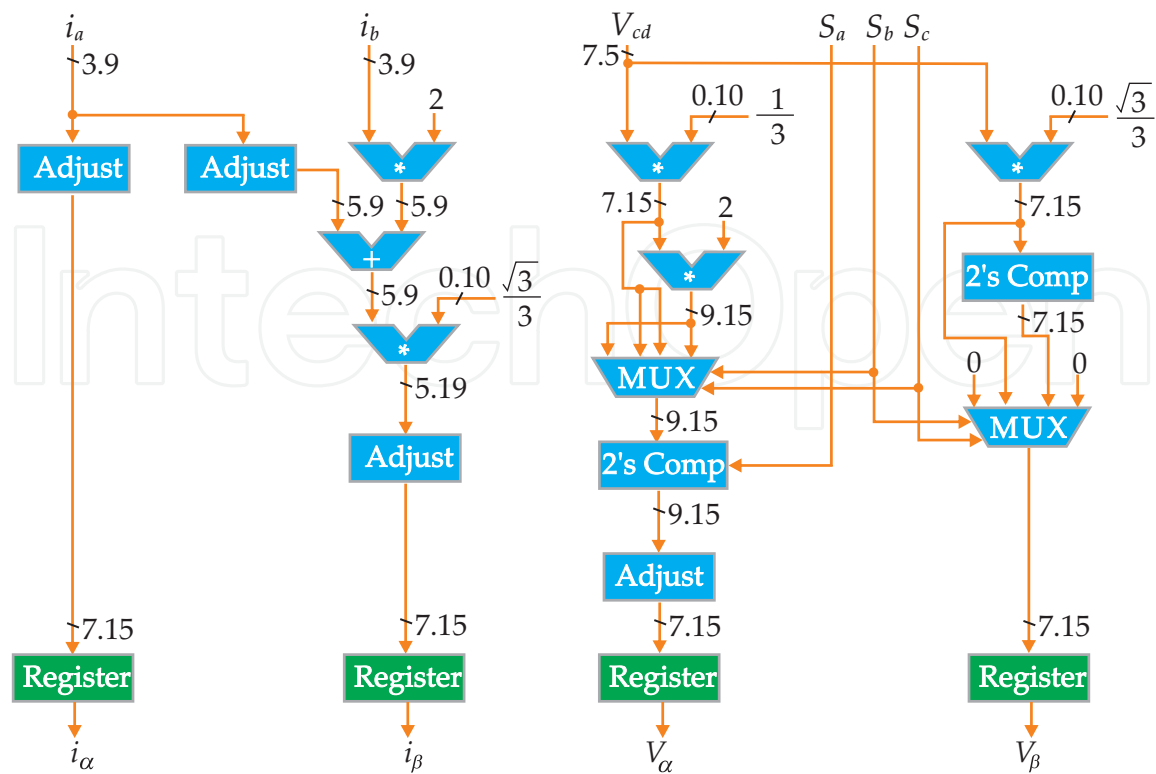 i_a i_b V_cd S_a S_b S_c
3.9 3.9 7.5
2 0.10 1/3 0.10 √3/3
Adjust Adjust * * *
5.9 5.9 7.15 2 7.15
+ * 2's Comp
5.9 0.10 √3/3 9.15 7.15
* MUX 0 0
5.19 9.15 MUX
Adjust 2's Comp
9.15
Adjust
7.15 7.15 7.15 7.15
Register Register Register Register
i_α i_β V_α V_β
IntechOpen